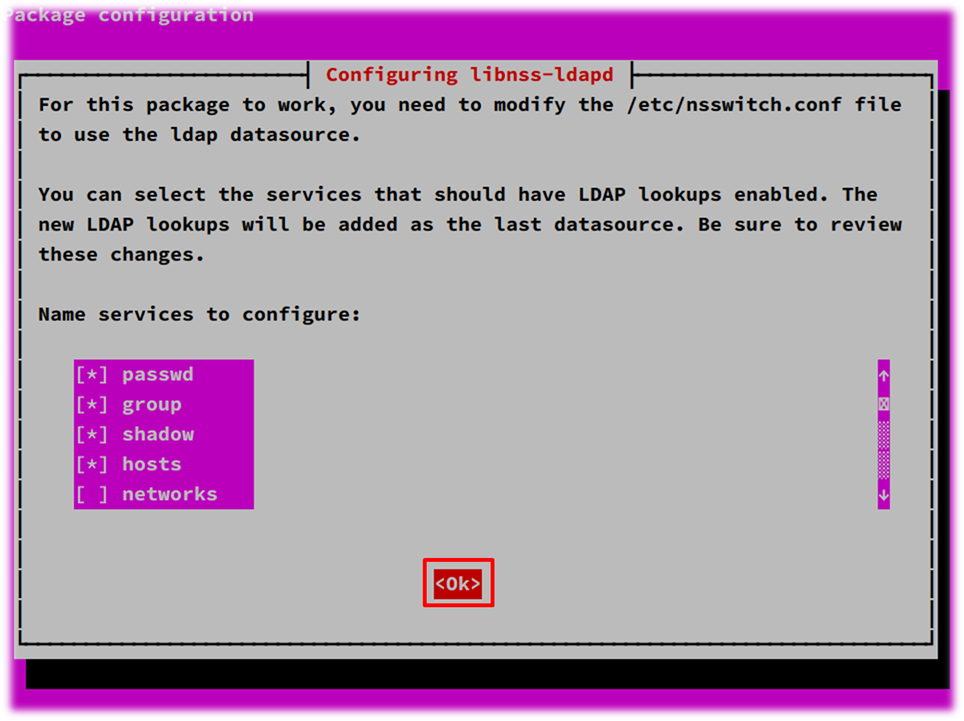 Package configuration
Configuring libnss-ldapd
For this package to work, you need to modify the /etc/nsswitch.conf file
to use the ldap datasource.
You can select the services that should have LDAP lookups enabled. The
new LDAP lookups will be added as the last datasource. Be sure to review
these changes.
Name services to configure:
[*] passwd
[*] group
[*] shadow
[*] hosts
[ ] networks
<Ok>